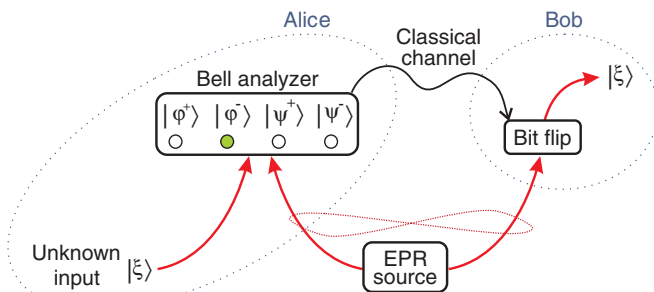 Alice
Bob
Classical
channel
|ξ⟩
Bell analyzer
|φ⁺⟩ |φ⁻⟩ |ψ⁺⟩ |ψ⁻⟩
Bit flip
Unknown
input |ξ⟩
EPR
source